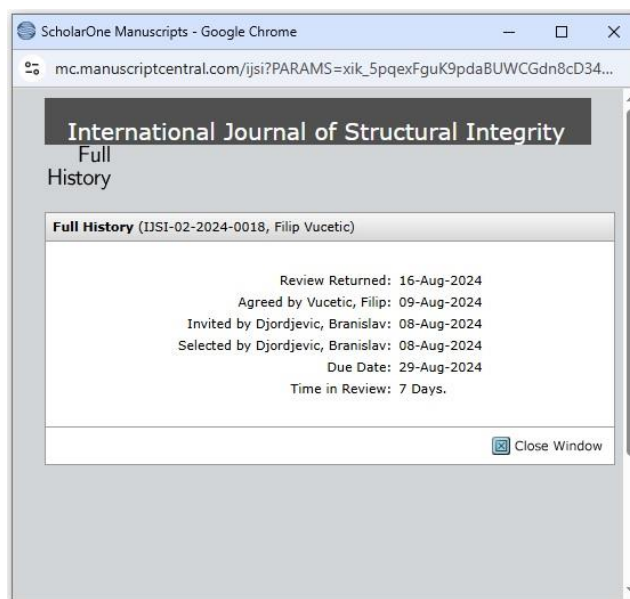 ScholarOne Manuscripts - Google Chrome
mc.manuscriptcentral.com/ijsi?PARAMS=xik_5pqexFguK9pdaBUWCGdn8cD34...
International Journal of Structural Integrity
Full
History
Full History (IJSI-02-2024-0018, Filip Vucetic)
Review Returned: 16-Aug-2024
Agreed by Vucetic, Filip: 09-Aug-2024
Invited by Djordjevic, Branislav: 08-Aug-2024
Selected by Djordjevic, Branislav: 08-Aug-2024
Due Date: 29-Aug-2024
Time in Review: 7 Days.
Close Window